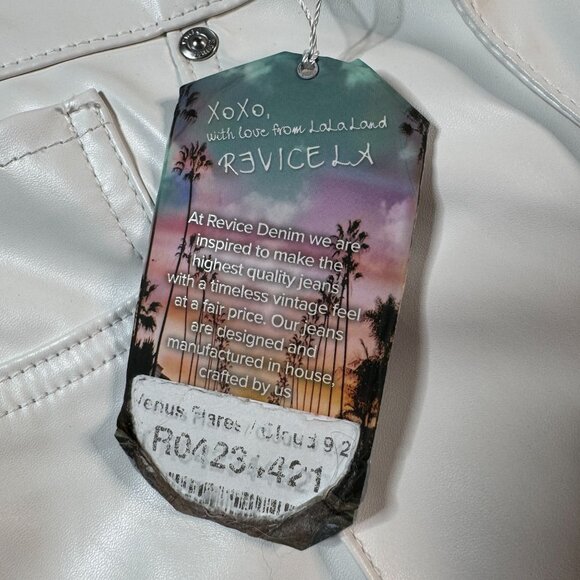 XoXo,
with love from LaLaLand
REVICE LA
At Revice Denim we are
inspired to make the
highest quality jeans
with a timeless vintage feel
at a fair price. Our jeans
are designed and
manufactured in house,
crafted by us
Venus Flares / Cloud 9, 2
R04234421